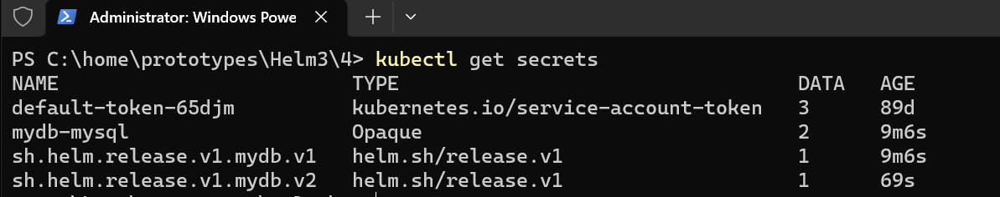 Administrator: Windows Powe
PS C:\home\prototypes\Helm3\4> kubectl get secrets
NAME TYPE DATA AGE
default-token-65djm kubernetes.io/service-account-token 3 89d
mydb-mysql Opaque 2 9m6s
sh.helm.release.v1.mydb.v1 helm.sh/release.v1 1 9m6s
sh.helm.release.v1.mydb.v2 helm.sh/release.v1 1 69s